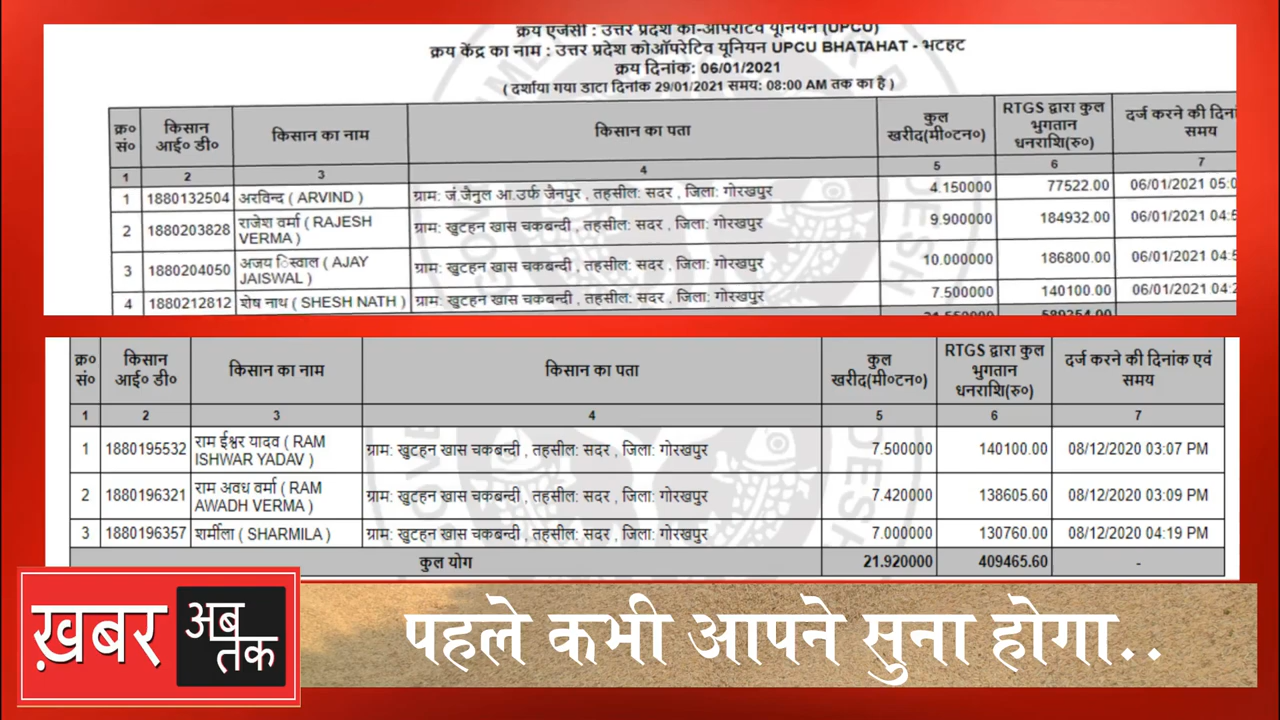 क्रय एजेंसी : उत्तर प्रदेश को-ऑपरेटिव यूनियन (UPCU)
क्रय केंद्र का नाम : उत्तर प्रदेश कोऑपरेटिव यूनियन UPCU BHATAHAT - भटहट
क्रय दिनांक: 06/01/2021
( दर्शाया गया डाटा दिनांक 29/01/2021 समय: 08:00 AM तक का है )
क्र० सं० किसान आई० डी० किसान का नाम किसान का पता कुल खरीद(मी०टन०) RTGS द्वारा कुल भुगतान धनराशि(रु०) दर्ज करने की समय
1 2 3 4 5 6 7
1 1880132504 अरविन्द ( ARVIND ) ग्राम: जं.जैनुल आ.उर्फ जैनपुर , तहसील: सदर , जिला: गोरखपुर 4.150000 77522.00 06/01/2021 05:0
2 1880203828 राजेश वर्मा ( RAJESH VERMA ) ग्राम: खुटहन खास चकबन्दी , तहसील: सदर , जिला: गोरखपुर 9.900000 184932.00 06/01/2021 04:5
3 1880204050 अजय िस्वाल ( AJAY JAISWAL ) ग्राम: खुटहन खास चकबन्दी , तहसील: सदर , जिला: गोरखपुर 10.000000 186800.00 06/01/2021 04:5
4 1880212812 शेष नाथ ( SHESH NATH ) ग्राम: खुटहन खास चकबन्दी , तहसील: सदर , जिला: गोरखपुर 7.500000 140100.00 06/01/2021 04:2
31.550000 589354.00
क्र० सं० किसान आई० डी० किसान का नाम किसान का पता कुल खरीद(मी०टन०) RTGS द्वारा कुल भुगतान धनराशि(रु०) दर्ज करने की दिनांक एवं समय
1 2 3 4 5 6 7
1 1880195532 राम ईश्वर यादव ( RAM ISHWAR YADAV ) ग्राम: खुटहन खास चकबन्दी , तहसील: सदर , जिला: गोरखपुर 7.500000 140100.00 08/12/2020 03:07 PM
2 1880196321 राम अवध वर्मा ( RAM AWADH VERMA ) ग्राम: खुटहन खास चकबन्दी , तहसील: सदर , जिला: गोरखपुर 7.420000 138605.60 08/12/2020 03:09 PM
3 1880196357 शर्मीला ( SHARMILA ) ग्राम: खुटहन खास चकबन्दी , तहसील: सदर , जिला: गोरखपुर 7.000000 130760.00 08/12/2020 04:19 PM
कुल योग 21.920000 409465.60 -
ख़बर अब तक
पहले कभी आपने सुना होगा..